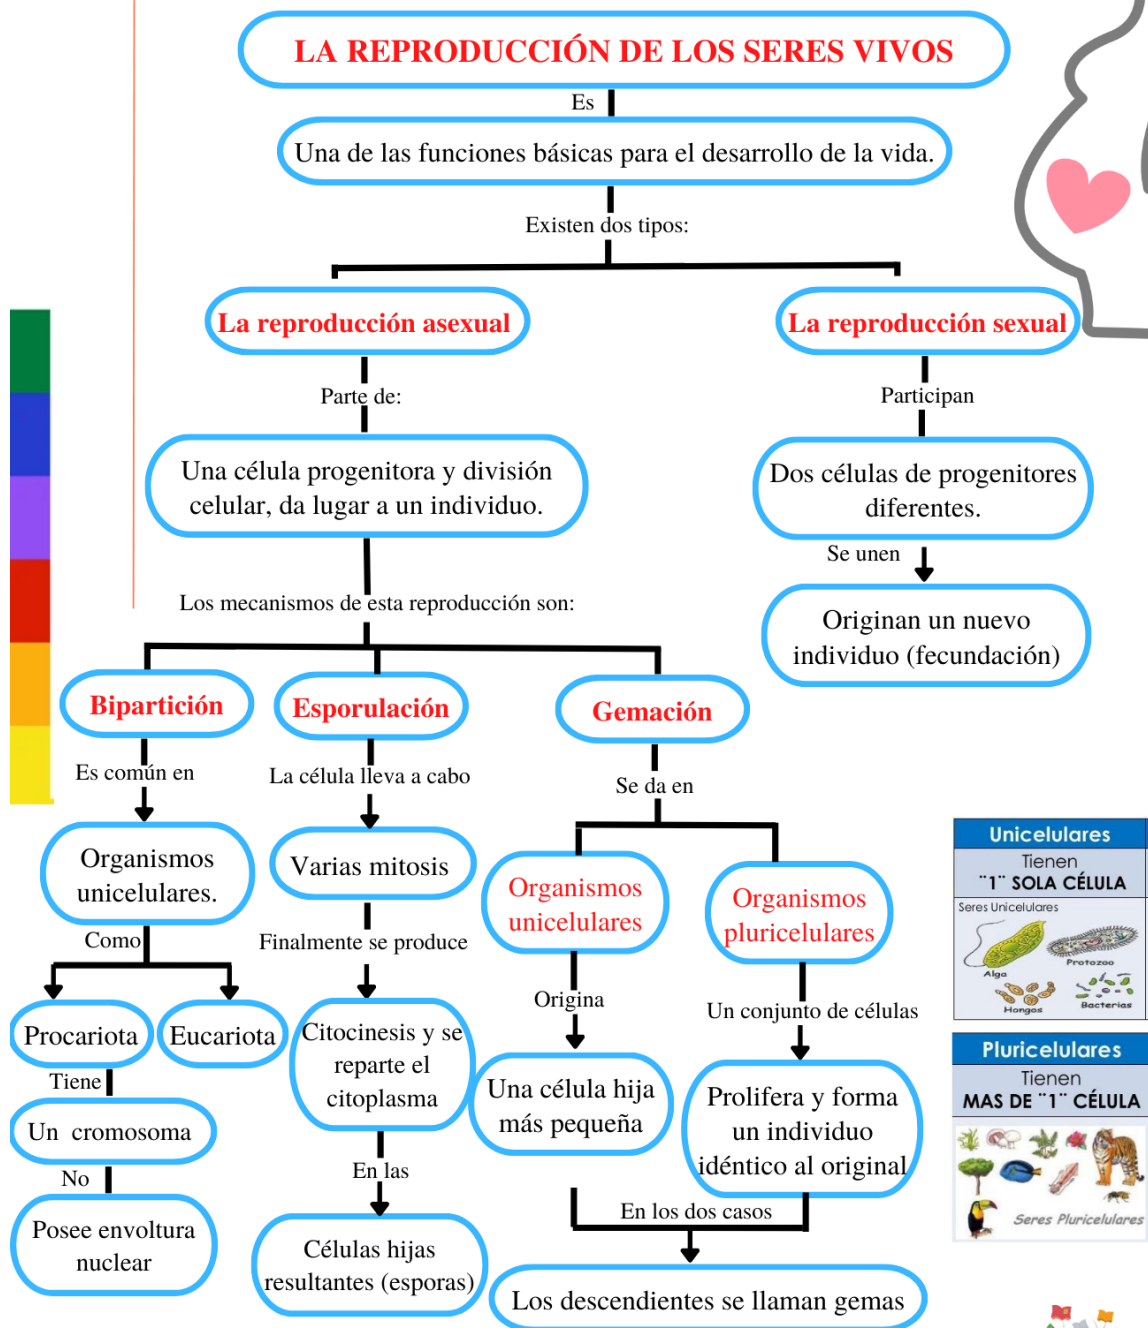 LA REPRODUCCIÓN DE LOS SERES VIVOS
Es
Una de las funciones básicas para el desarrollo de la vida.
Existen dos tipos:
La reproducción asexual
La reproducción sexual
Parte de:
Participan
Una célula progenitora y división
celular, da lugar a un individuo.
Dos células de progenitores
diferentes.
Se unen
Originan un nuevo
individuo (fecundación)
Los mecanismos de esta reproducción son:
Bipartición
Esporulación
Gemación
Es común en
La célula lleva a cabo
Se da en
Organismos
unicelulares.
Varias mitosis
Organismos
unicelulares
Organismos
pluricelulares
Como
Finalmente se produce
Origina
Un conjunto de células
Procariota
Eucariota
Citocinesis y se
reparte el
citoplasma
Una célula hija
más pequeña
Prolifera y forma
un individuo
idéntico al original
Tiene
Un cromosoma
No
Posee envoltura
nuclear
En las
Células hijas
resultantes (esporas)
En los dos casos
Los descendientes se llaman gemas
Unicelulares
Tienen
¨1¨ SOLA CÉLULA
Seres Unicelulares
Alga
Protozoo
Hongos
Bacterias
Pluricelulares
Tienen
MAS DE ¨1¨ CÉLULA
Seres Pluricelulares